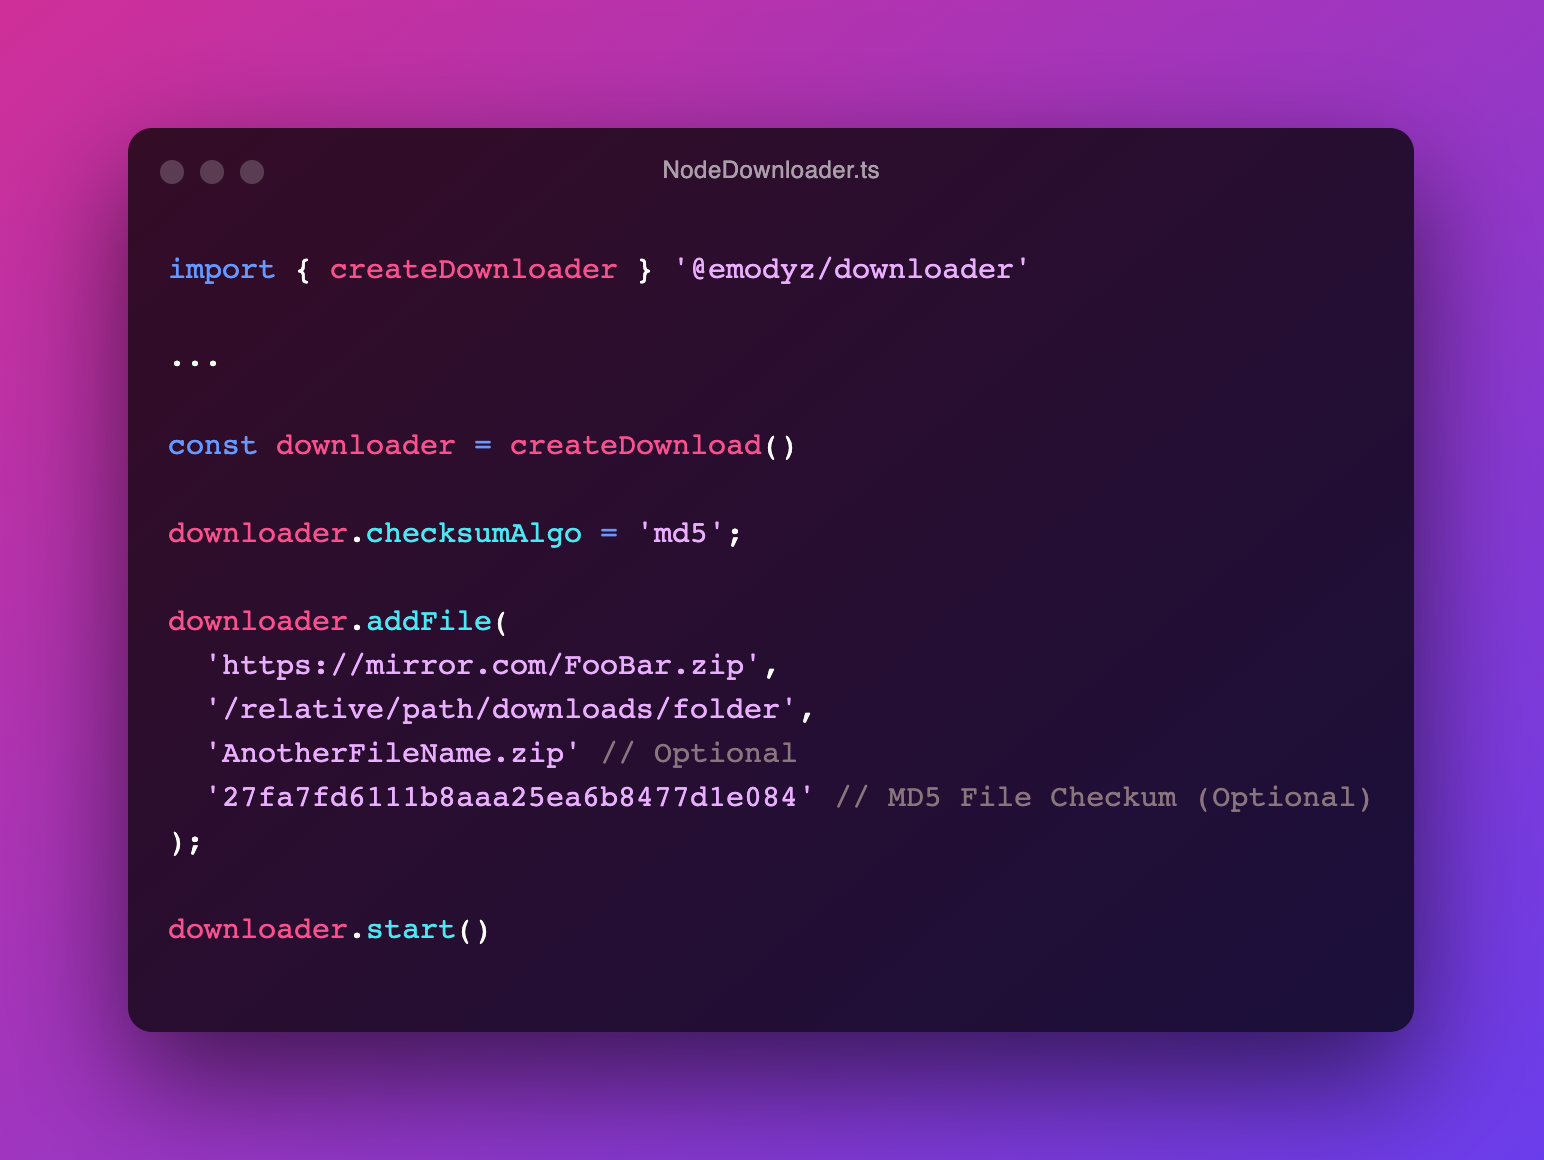 NodeDownloader.ts
import { createDownloader } '@emodyz/downloader'
...
const downloader = createDownload()
downloader.checksumAlgo = 'md5';
downloader.addFile(
'https://mirror.com/FooBar.zip',
'/relative/path/downloads/folder',
'AnotherFileName.zip' // Optional
'27fa7fd6111b8aaa25ea6b8477d1e084' // MD5 File Checkum (Optional)
);
downloader.start()